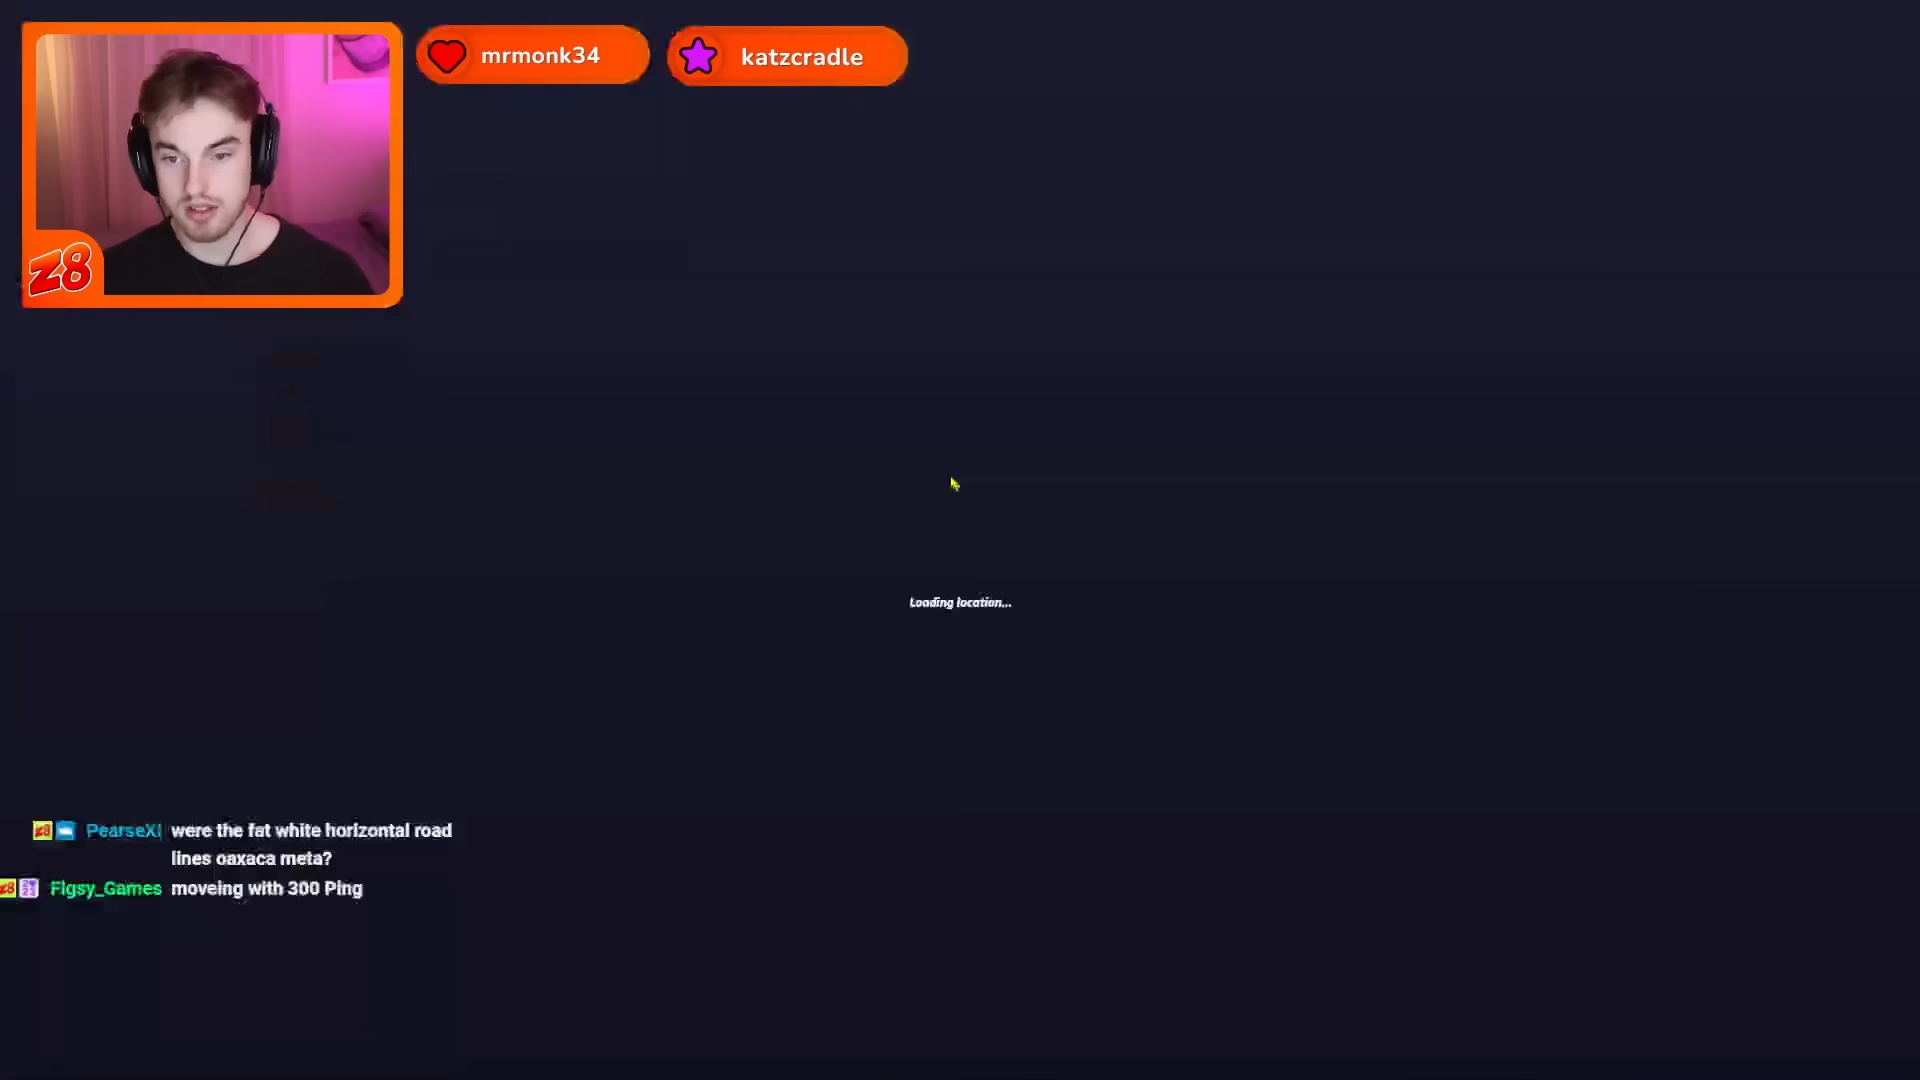 mrmonk34
katzcradle
z8
Loading location...
PearseXI were the fat white horizontal road
lines oaxaca meta?
Figsy_Games moveing with 300 Ping